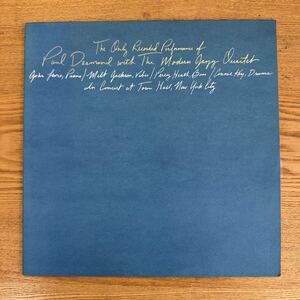 The Only Recorded Performance of
Paul Desmond with The Modern Jazz Quartet
John Lewis, Piano / Milt Jackson, Vibes / Percy Heath, Bass / Connie Kay, Drums
In Concert at Town Hall, New York City